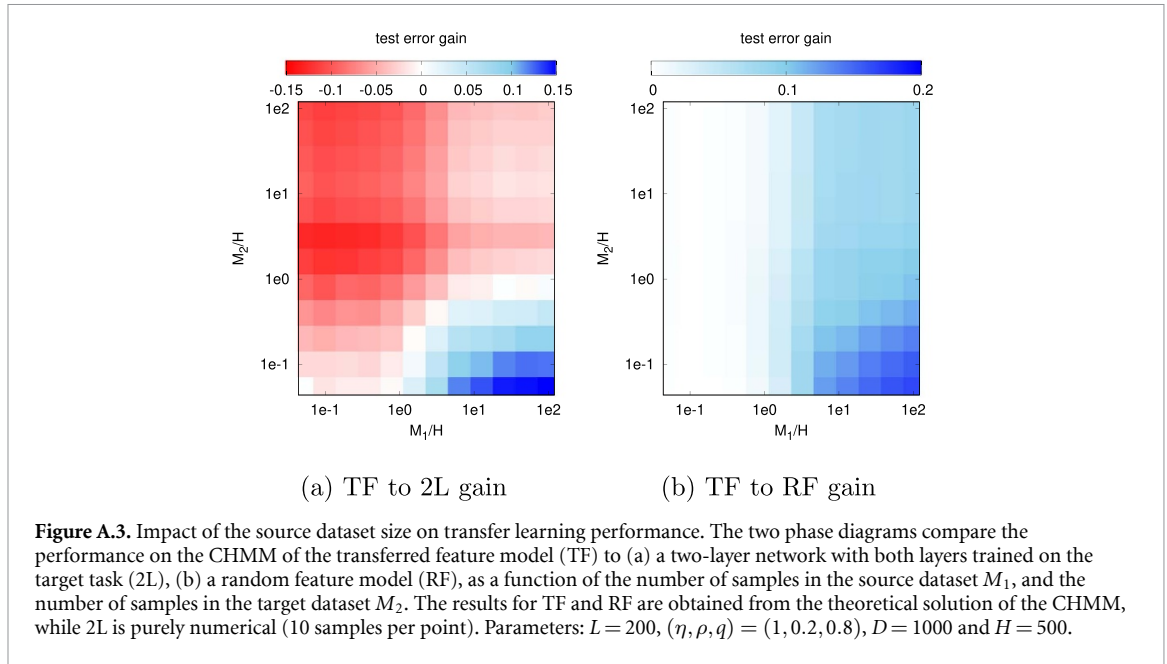 test error gain
test error gain
-0.15 -0.1 -0.05 0 0.05 0.1 0.15
0 0.1 0.2
1e2
1e1
1e0
1e-1
M2/H
1e-1 1e0 1e1 1e2
M1/H
1e2
1e1
1e0
1e-1
M2/H
1e-1 1e0 1e1 1e2
M1/H
(a) TF to 2L gain
(b) TF to RF gain
Figure A.3. Impact of the source dataset size on transfer learning performance. The two phase diagrams compare the
performance on the CHMM of the transferred feature model (TF) to (a) a two-layer network with both layers trained on the
target task (2L), (b) a random feature model (RF), as a function of the number of samples in the source dataset M1, and the
number of samples in the target dataset M2. The results for TF and RF are obtained from the theoretical solution of the CHMM,
while 2L is purely numerical (10 samples per point). Parameters: L = 200, (η, ρ, q) = (1, 0.2, 0.8), D = 1000 and H = 500.